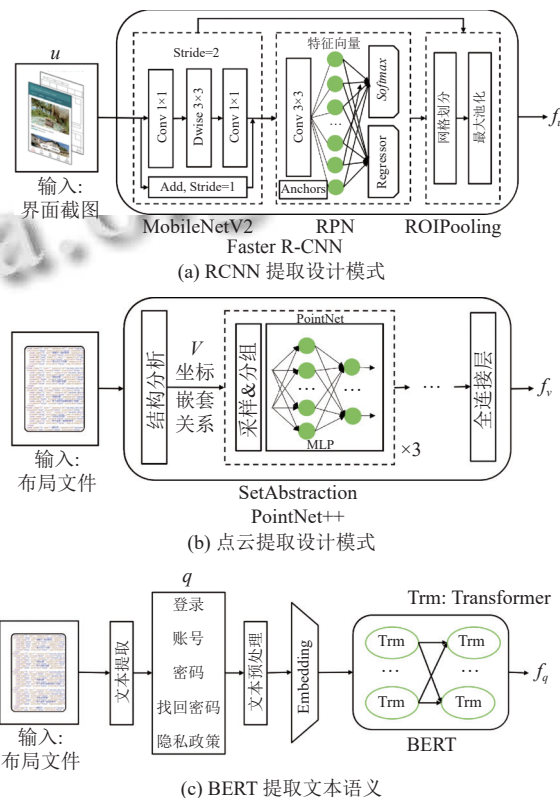 u
输入:
界面截图
Stride=2
Conv 1×1
Dwise 3×3
Conv 1×1
Add, Stride=1
MobileNetV2
特征向量
Conv 3×3
Anchors
...
Softmax
Regressor
RPN
网格划分
最大池化
ROIPooling
Faster R-CNN
(a) RCNN 提取设计模式
输入:
布局文件
结构分析
V
坐标
嵌套
关系
采样&分组
PointNet
...
...
MLP
×3
...
全连接层
f_v
SetAbstraction
PointNet++
(b) 点云提取设计模式
输入:
布局文件
文本提取
q
登录
账号
密码
找回密码
隐私政策
文本预处理
Embedding
Trm: Transformer
Trm
Trm
...
...
Trm
Trm
BERT
f_q
(c) BERT 提取文本语义